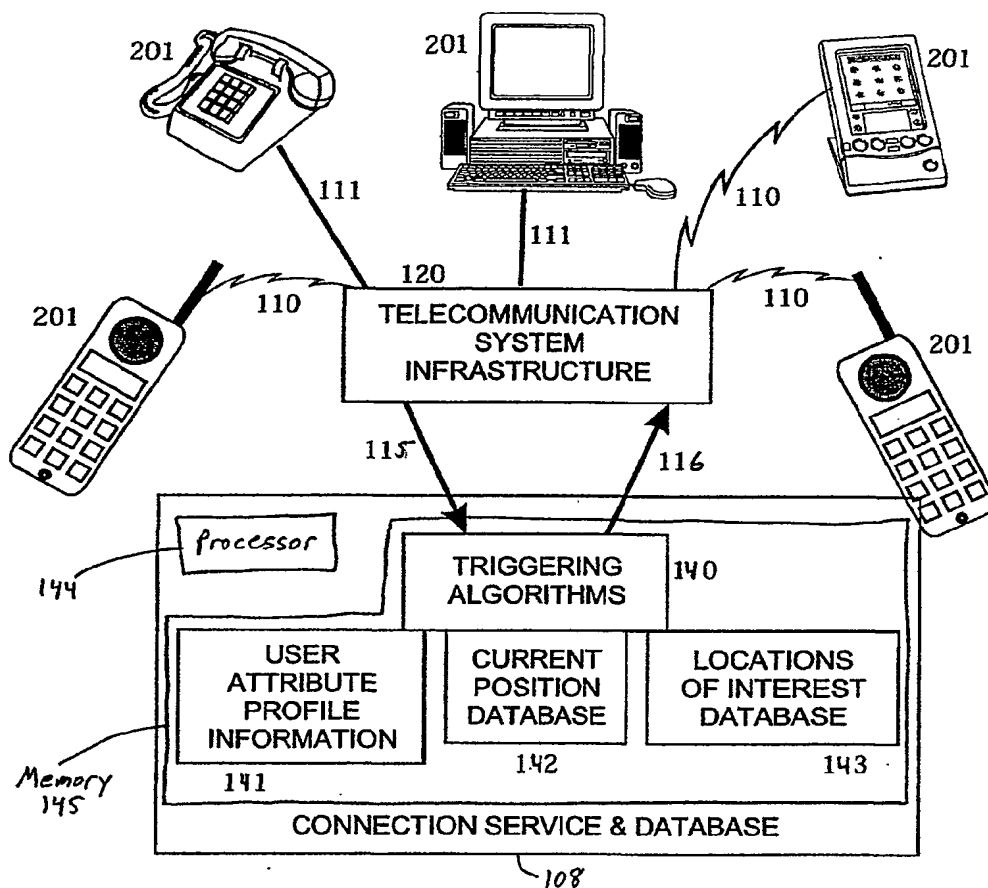 201
201
201
111
111
110
201
110
120
110
201
TELECOMMUNICATION
SYSTEM
INFRASTRUCTURE
115
116
Processor
144
TRIGGERING
ALGORITHMS
140
USER
ATTRIBUTE
PROFILE
INFORMATION
CURRENT
POSITION
DATABASE
LOCATIONS
OF INTEREST
DATABASE
Memory
145
141
142
143
CONNECTION SERVICE & DATABASE
108